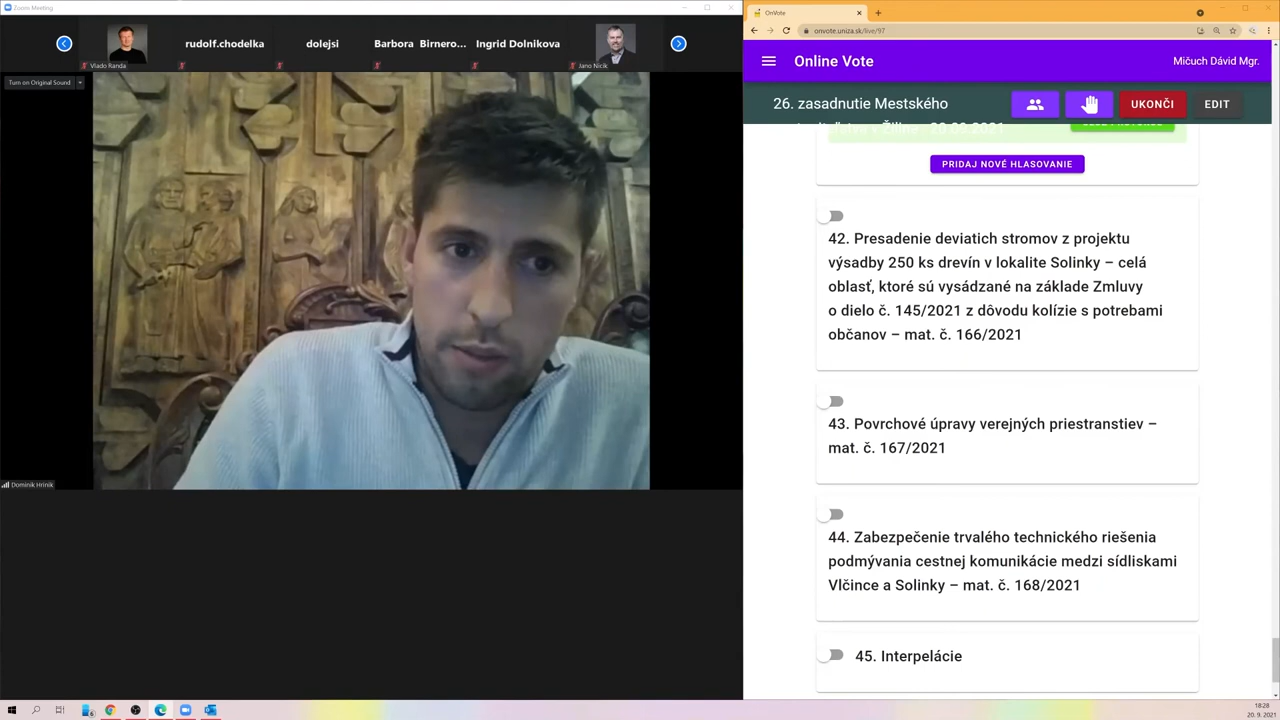 Zoom Meeting
rudolf.chodelka
dolejsi
Barbora Birnero...
Ingrid Dolnikova
Vlado Randa
Jano Nicik
Turn on Original Sound
Dominik Hrinik
OnVote
onvote.uniza.sk/live/97
Online Vote
Mičuch Dávid Mgr.
26. zasadnutie Mestského
UKONČI
EDIT
v Žiline - 20.09.2021
PRIDAJ NOVÉ HLASOVANIE
42. Presadenie deviatich stromov z projektu
výsadby 250 ks drevín v lokalite Solinky – celá
oblasť, ktoré sú vysádzané na základe Zmluvy
o dielo č. 145/2021 z dôvodu kolízie s potrebami
občanov – mat. č. 166/2021
43. Povrchové úpravy verejných priestranstiev –
mat. č. 167/2021
44. Zabezpečenie trvalého technického riešenia
podmývania cestnej komunikácie medzi sídliskami
Vlčince a Solinky – mat. č. 168/2021
45. Interpelácie
18:28
20. 9. 2021